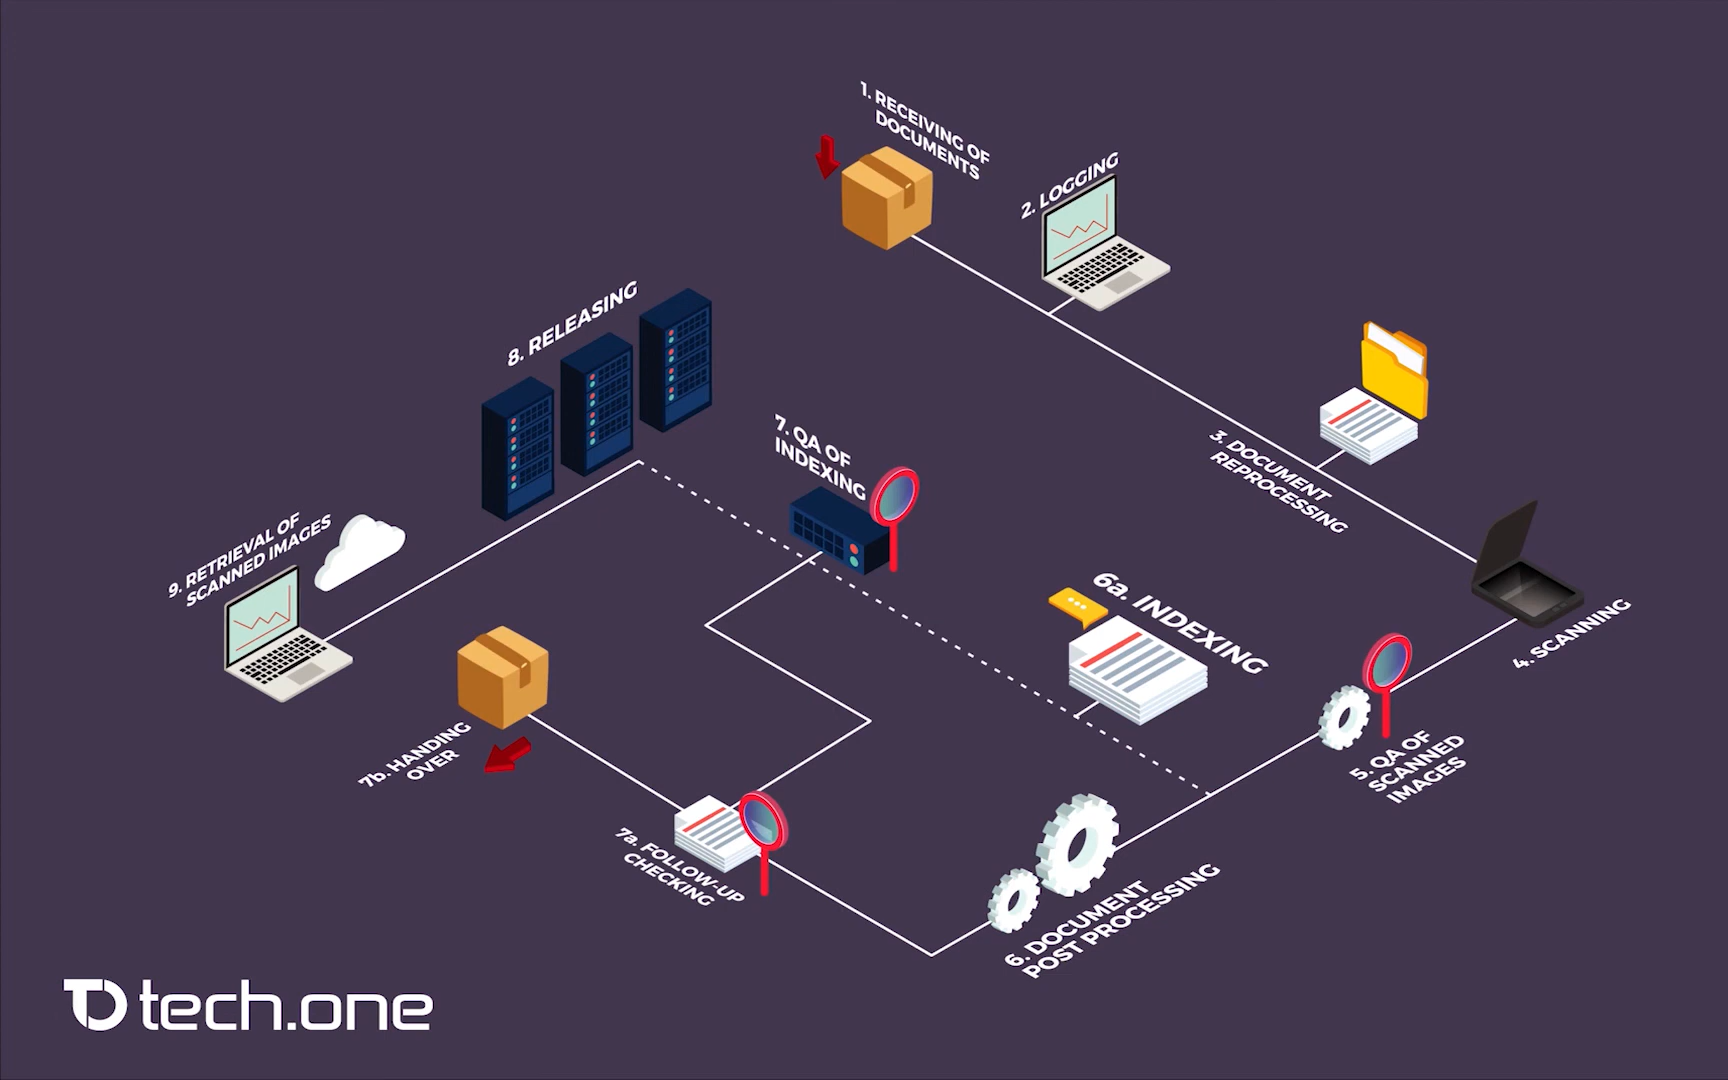 1. RECEIVING OF
DOCUMENTS
2. LOGGING
3. DOCUMENT
REPROCESSING
4. SCANNING
5. QA OF
SCANNED
IMAGES
6. DOCUMENT
POST PROCESSING
6a. INDEXING
7. QA OF
INDEXING
7a. FOLLOW-UP
CHECKING
7b. HANDING
OVER
8. RELEASING
9. RETRIEVAL OF
SCANNED IMAGES
tech.one